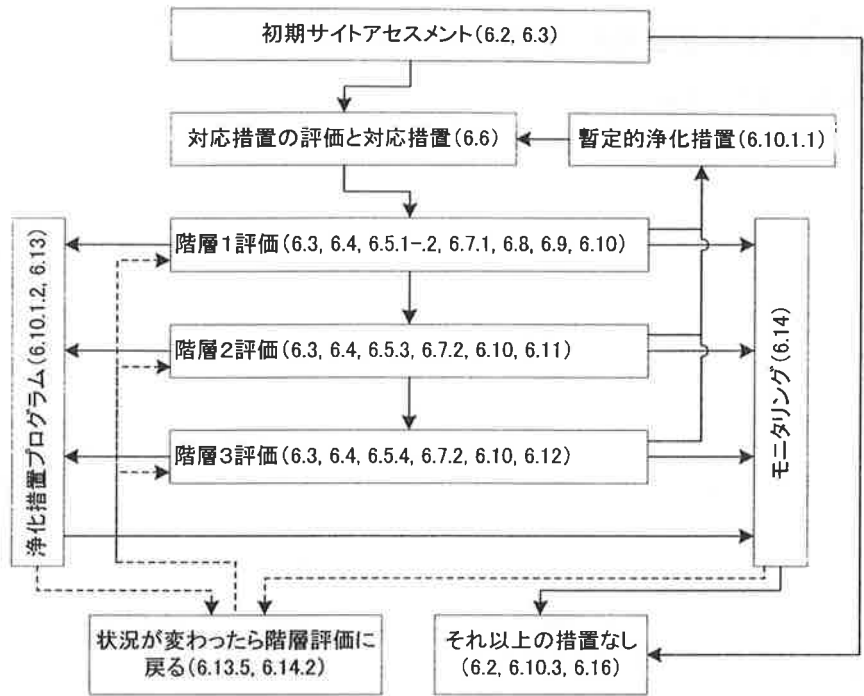 初期サイトアセスメント(6.2, 6.3)
対応措置の評価と対応措置(6.6)
暫定的浄化措置(6.10.1.1)
階層1評価(6.3, 6.4, 6.5.1-.2, 6.7.1, 6.8, 6.9, 6.10)
階層2評価(6.3, 6.4, 6.5.3, 6.7.2, 6.10, 6.11)
階層3評価(6.3, 6.4, 6.5.4, 6.7.2, 6.10, 6.12)
浄化措置プログラム(6.10.1.2, 6.13)
モニタリング(6.14)
状況が変わったら階層評価に
戻る(6.13.5, 6.14.2)
それ以上の措置なし
(6.2, 6.10.3, 6.16)